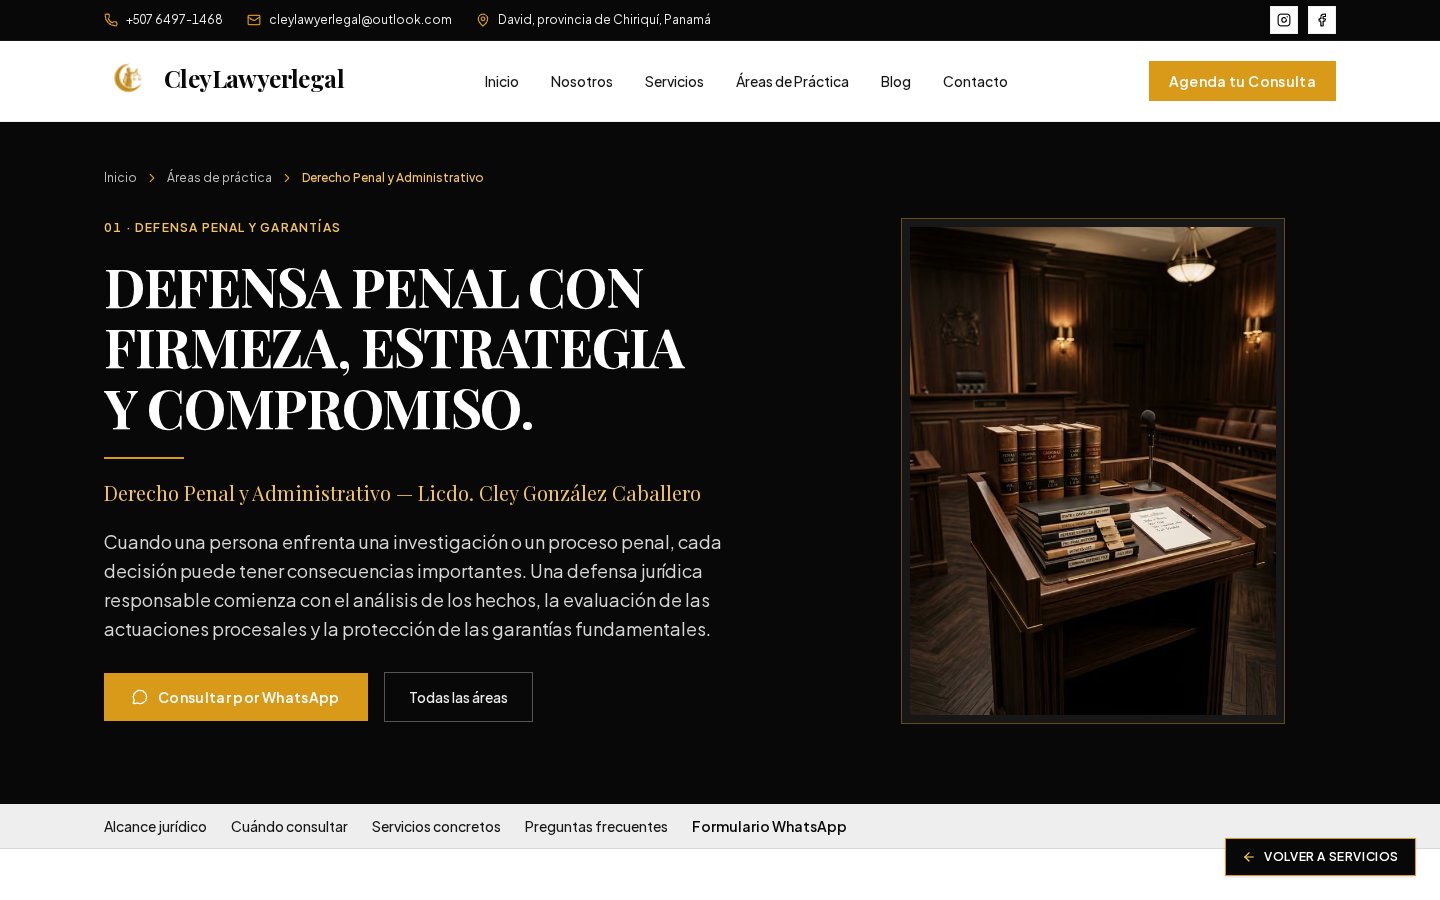 +507 6497-1468
cleylawyerlegal@outlook.com
David, provincia de Chiriquí, Panamá
CleyLawyerlegal
Inicio
Nosotros
Servicios
Áreas de Práctica
Blog
Contacto
Agenda tu Consulta
Inicio
Áreas de práctica
Derecho Penal y Administrativo
01 · DEFENSA PENAL Y GARANTÍAS
DEFENSA PENAL CON
FIRMEZA, ESTRATEGIA
Y COMPROMISO.
Derecho Penal y Administrativo — Licdo. Cley González Caballero
Cuando una persona enfrenta una investigación o un proceso penal, cada
decisión puede tener consecuencias importantes. Una defensa jurídica
responsable comienza con el análisis de los hechos, la evaluación de las
actuaciones procesales y la protección de las garantías fundamentales.
Consultar por WhatsApp
Todas las áreas
Alcance jurídico
Cuándo consultar
Servicios concretos
Preguntas frecuentes
Formulario WhatsApp
VOLVER A SERVICIOS